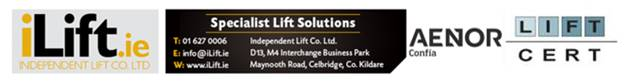 iLift.ie
INDEPENDENT LIFT CO. LTD
Specialist Lift Solutions
T: 01 627 0006 Independent Lift Co. Ltd.
E: info@iLift.ie D13, M4 Interchange Business Park
W: www.iLift.ie Maynooth Road, Celbridge, Co. Kildare
AENOR
Confía
LIFT
CERT